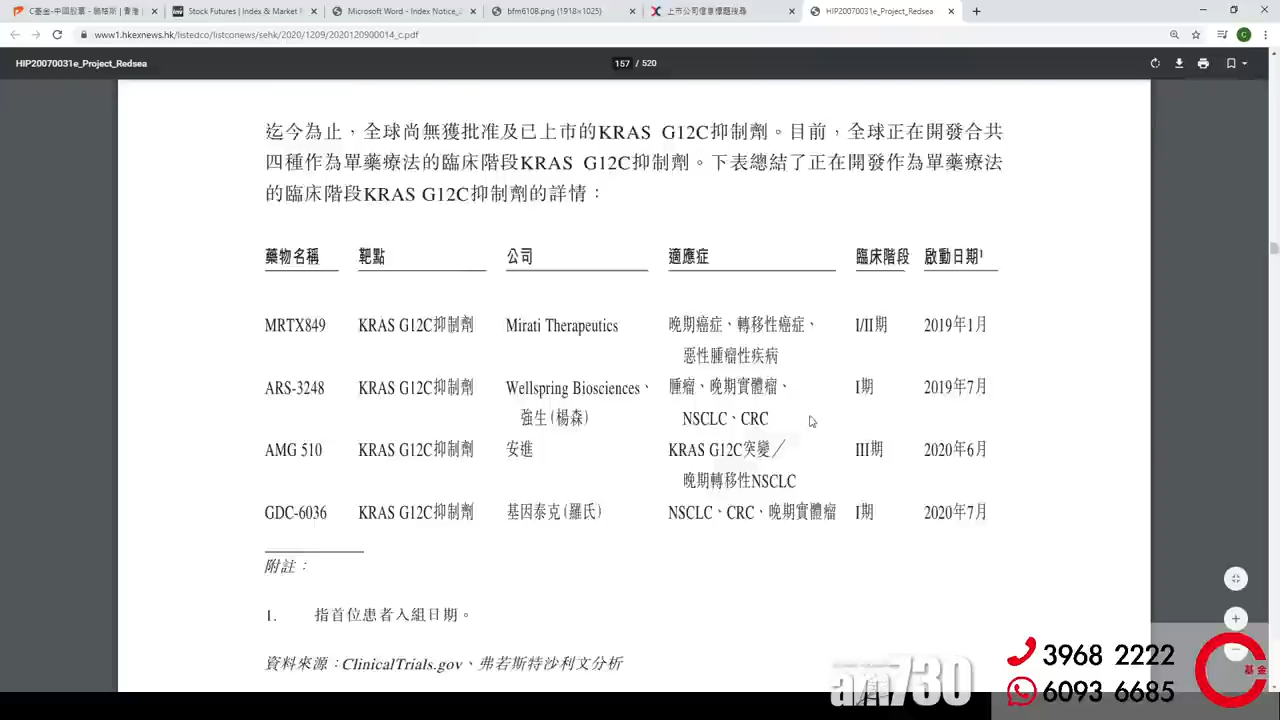 C基金-中國股票 - 鵬格斯 | 香港
Stock Futures | Index & Market F
Microsoft Word - Index Notice_
bfm6108.png (1918×1025)
上市公司信息標題搜尋
HIP20070031e_Project_Redsea
www1.hkexnews.hk/listedco/listconews/sehk/2020/1209/2020120900014_c.pdf
HIP20070031e_Project_Redsea
157 / 520
迄今為止，全球尚無獲批准及已上市的KRAS G12C抑制劑。目前，全球正在開發合共
四種作為單藥療法的臨床階段KRAS G12C抑制劑。下表總結了正在開發作為單藥療法
的臨床階段KRAS G12C抑制劑的詳情：
藥物名稱 靶點 公司 適應症 臨床階段 啟動日期¹
MRTX849 KRAS G12C抑制劑 Mirati Therapeutics 晚期癌症、轉移性癌症、 I/II期 2019年1月
惡性腫瘤性疾病
ARS-3248 KRAS G12C抑制劑 Wellspring Biosciences、 腫瘤、晚期實體瘤、 I期 2019年7月
強生(楊森) NSCLC、CRC
AMG 510 KRAS G12C抑制劑 安進 KRAS G12C突變／ III期 2020年6月
晚期轉移性NSCLC
GDC-6036 KRAS G12C抑制劑 基因泰克(羅氏) NSCLC、CRC、晚期實體瘤 I期 2020年7月
附註：
1. 指首位患者入組日期。
資料來源：ClinicalTrials.gov、弗若斯特沙利文分析
am730
3968 2222
6093 6685
C基金